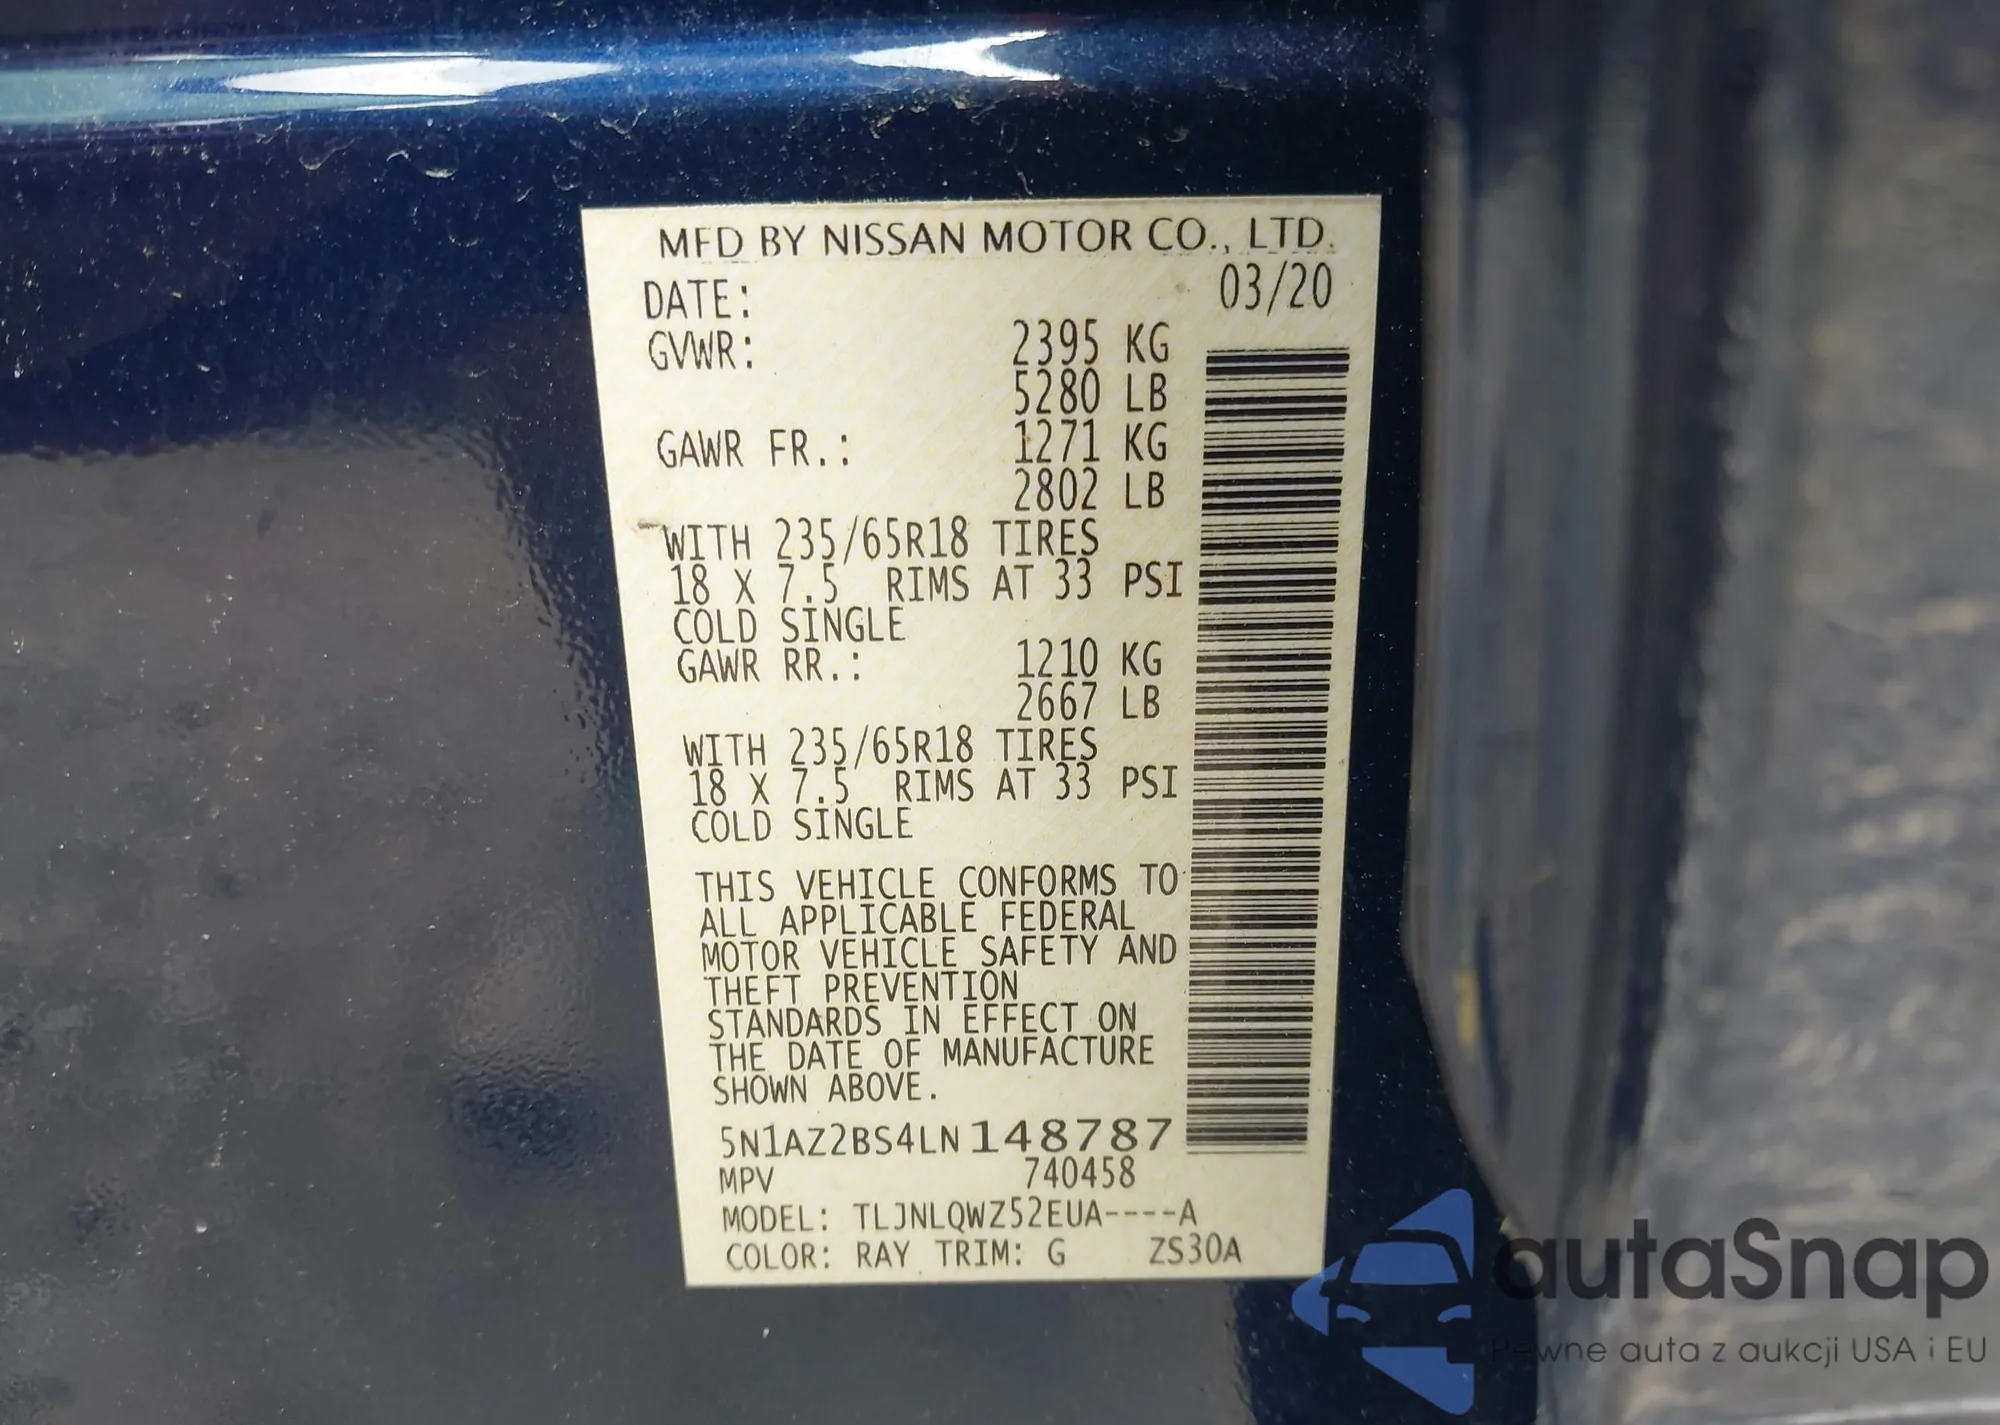 MFD BY NISSAN MOTOR CO., LTD.
DATE: 03/20
GVWR: 2395 KG
5280 LB
GAWR FR.: 1271 KG
2802 LB
WITH 235/65R18 TIRES
18 X 7.5 RIMS AT 33 PSI
COLD SINGLE
GAWR RR.: 1210 KG
2667 LB
WITH 235/65R18 TIRES
18 X 7.5 RIMS AT 33 PSI
COLD SINGLE
THIS VEHICLE CONFORMS TO
ALL APPLICABLE FEDERAL
MOTOR VEHICLE SAFETY AND
THEFT PREVENTION
STANDARDS IN EFFECT ON
THE DATE OF MANUFACTURE
SHOWN ABOVE.
5N1AZ2BS4LN148787
MPV 740458
MODEL: TLJNLQWZ52EUA----A
COLOR: RAY TRIM: G ZS30A
autaSnap
Pewne auta z aukcji USA i EU